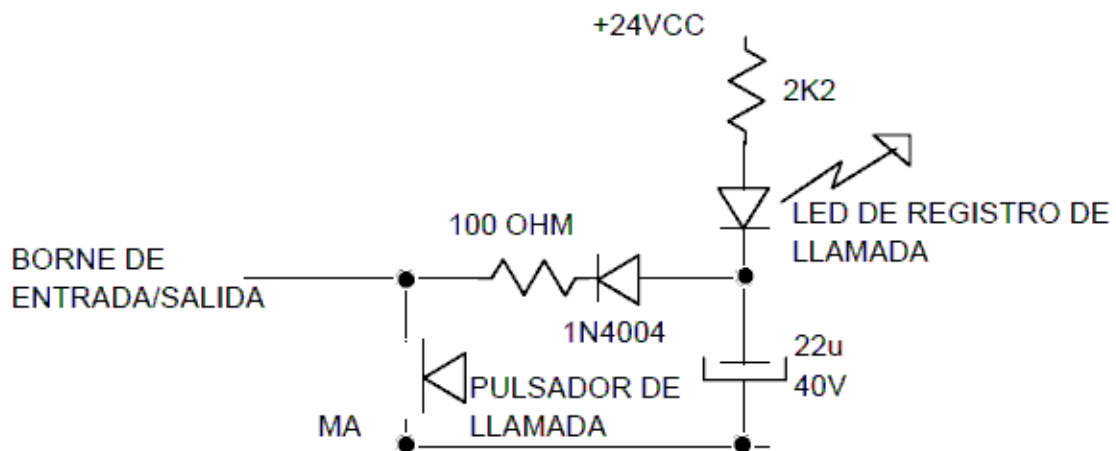 +24VCC
2K2
100 OHM
LED DE REGISTRO DE
LLAMADA
BORNE DE
ENTRADA/SALIDA
1N4004
22u
40V
PULSADOR DE
LLAMADA
MA